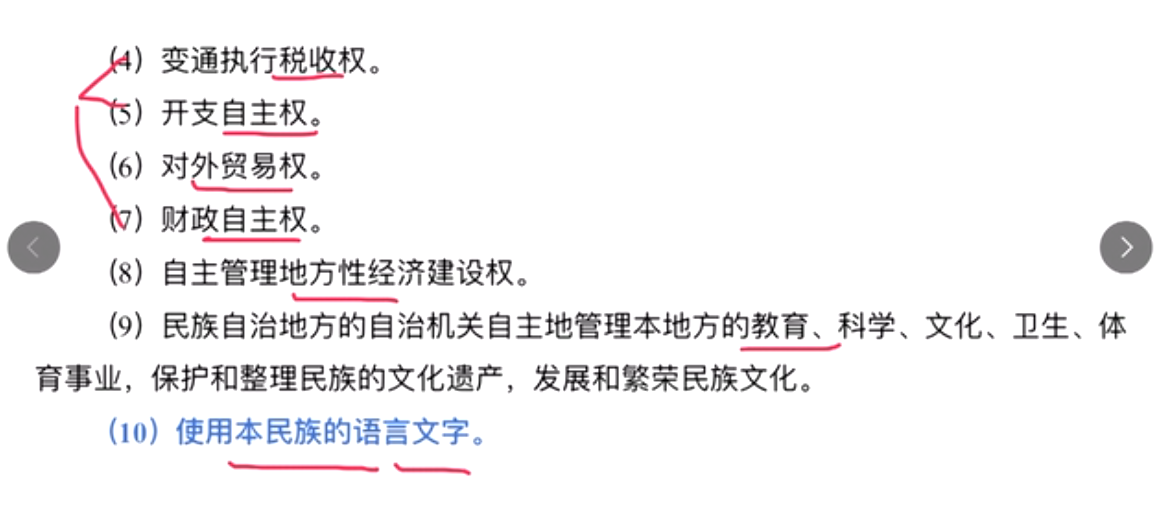 （4）变通执行税收权。
（5）开支自主权。
（6）对外贸易权。
（7）财政自主权。
（8）自主管理地方性经济建设权。
（9）民族自治地方的自治机关自主地管理本地方的教育、科学、文化、卫生、体
育事业，保护和整理民族的文化遗产，发展和繁荣民族文化。
（10）使用本民族的语言文字。